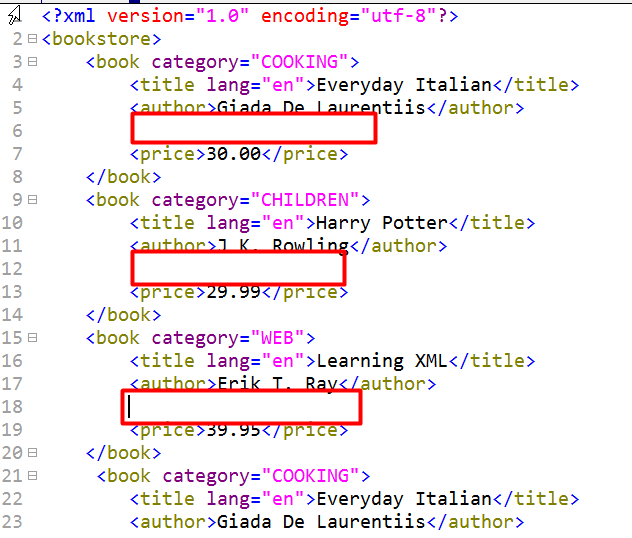 1 <?xml version="1.0" encoding="utf-8"?>
2 <bookstore>
3 <book category="COOKING">
4 <title lang="en">Everyday Italian</title>
5 <author>Giada De Laurentiis</author>
6
7 <price>30.00</price>
8 </book>
9 <book category="CHILDREN">
10 <title lang="en">Harry Potter</title>
11 <author>J K. Rowling</author>
12
13 <price>29.99</price>
14 </book>
15 <book category="WEB">
16 <title lang="en">Learning XML</title>
17 <author>Erik T. Ray</author>
18
19 <price>39.95</price>
20 </book>
21 <book category="COOKING">
22 <title lang="en">Everyday Italian</title>
23 <author>Giada De Laurentiis</author>